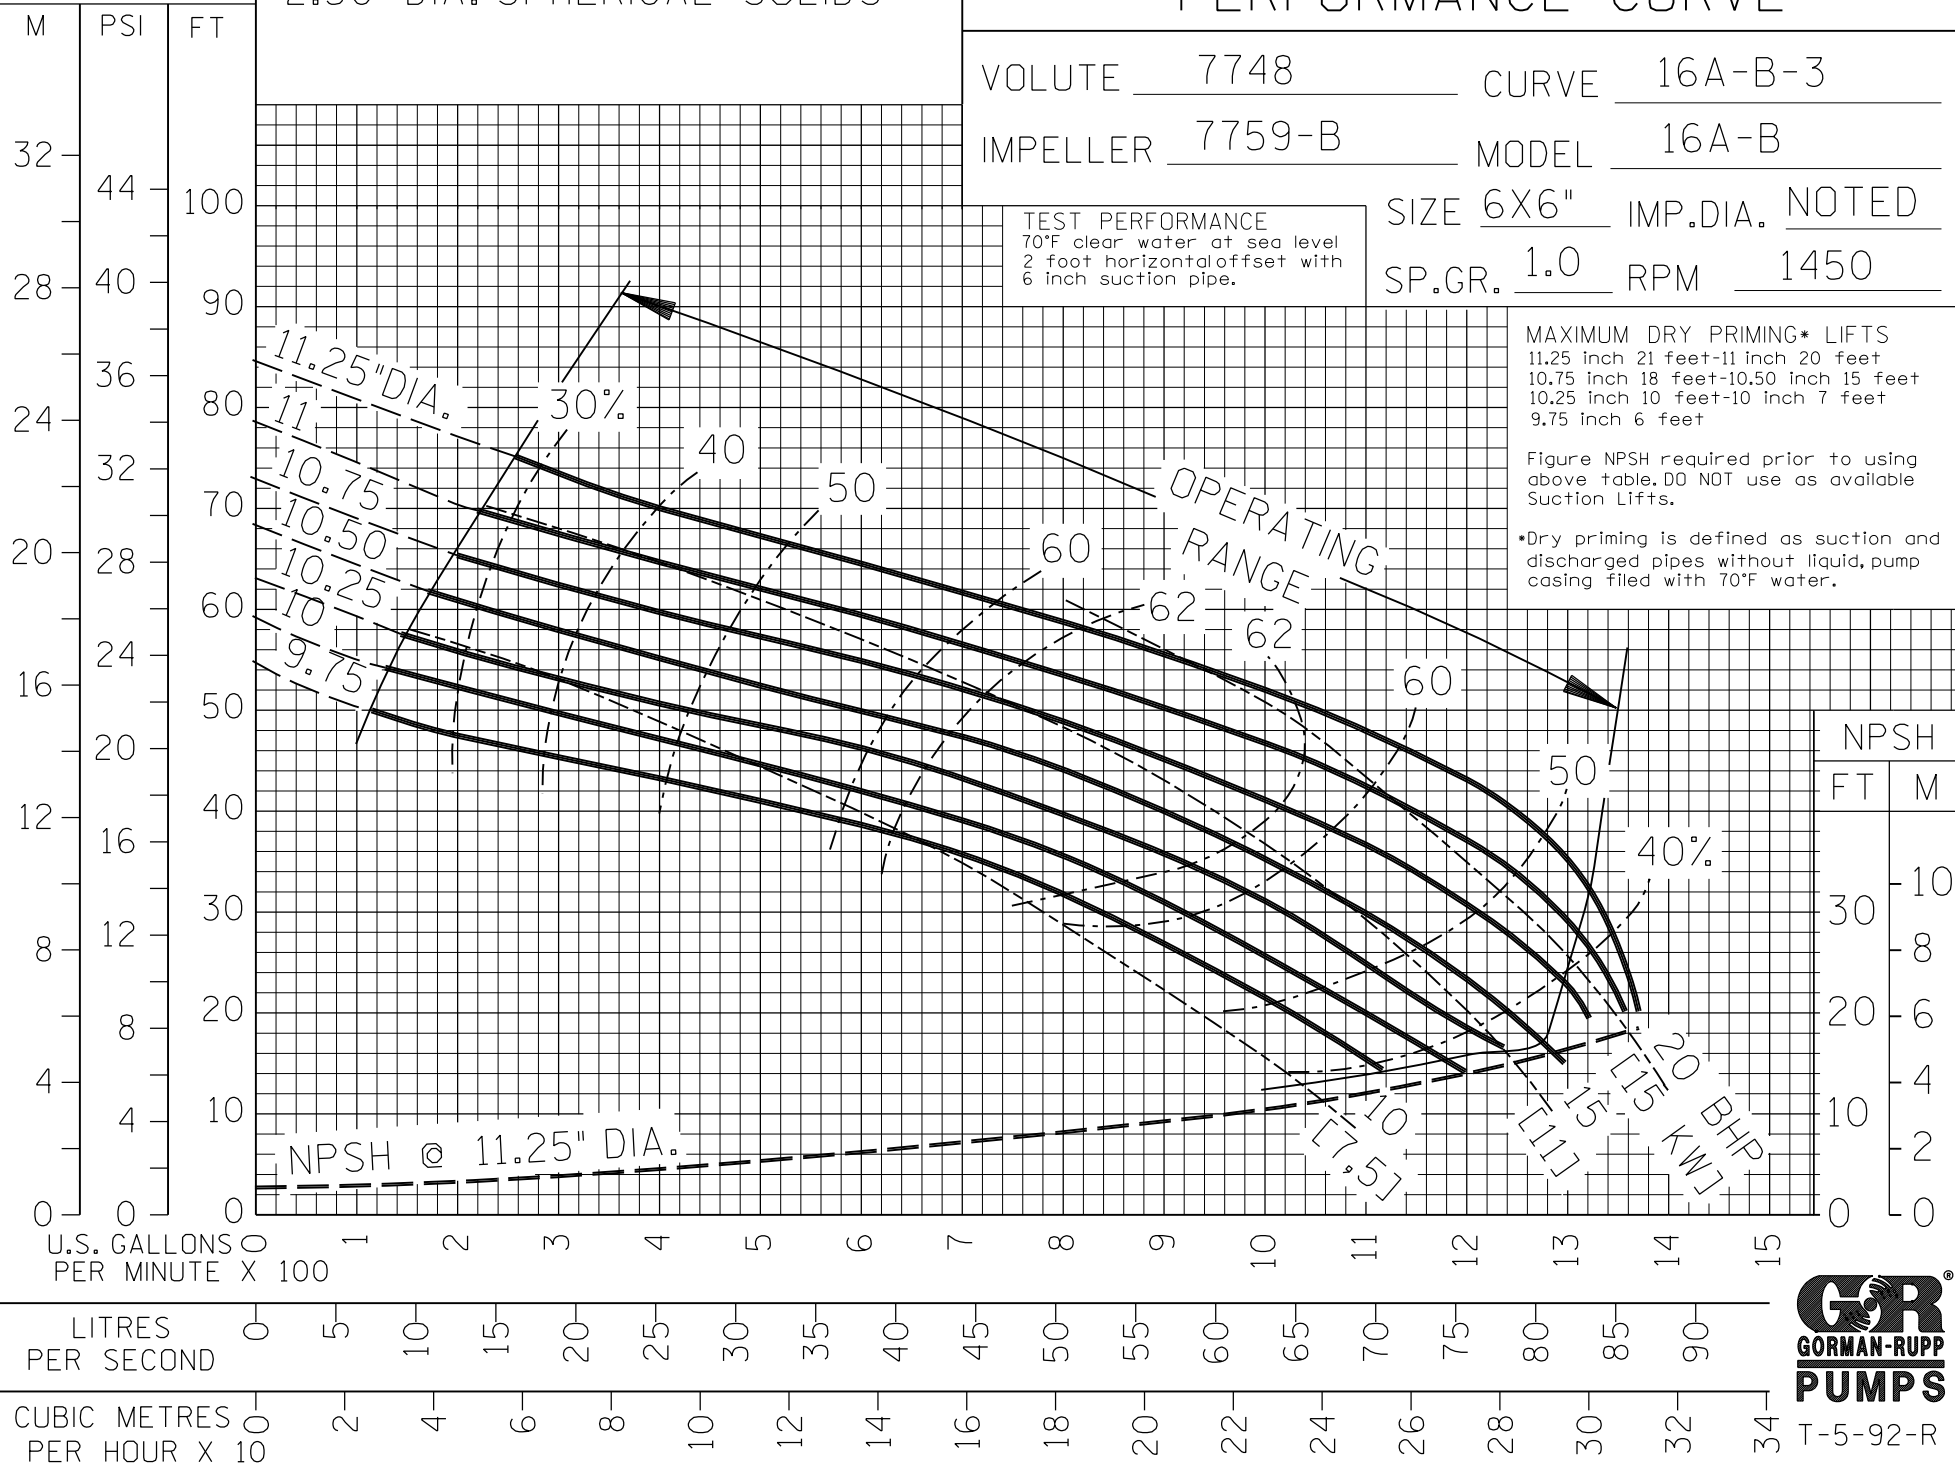 2.50" DIA. SPHERICAL SOLIDS
PERFORMANCE CURVE
VOLUTE 7748
CURVE 16A-B-3
IMPELLER 7759-B
MODEL 16A-B
SIZE 6X6"
IMP.DIA. NOTED
SP.GR. 1.0
RPM 1450
TEST PERFORMANCE
70°F clear water at sea level
2 foot horizontal offset with
6 inch suction pipe.
MAXIMUM DRY PRIMING* LIFTS
11.25 inch 21 feet-11 inch 20 feet
10.75 inch 18 feet-10.50 inch 15 feet
10.25 inch 10 feet-10 inch 7 feet
9.75 inch 6 feet
Figure NPSH required prior to using
above table. DO NOT use as available
Suction Lifts.
*Dry priming is defined as suction and
discharged pipes without liquid, pump
casing filed with 70°F water.
M
32
28
24
20
16
12
8
4
0
PSI
44
40
36
32
28
24
20
16
12
8
4
0
FT
100
90
80
70
60
50
40
30
20
10
0
11.25"DIA.
11
10.75
10.50
10.25
10
9.75
30%
40
50
60
62
OPERATING
RANGE
62
60
50
40%
NPSH
FT M
30
20
10
0
10
8
6
4
2
0
20 BHP
[15 KW]
15
[11]
10
[7,5]
NPSH @ 11.25" DIA.
U.S. GALLONS
PER MINUTE X 100
0 1 2 3 4 5 6 7 8 9 10 11 12 13 14 15
LITRES
PER SECOND
0 5 10 15 20 25 30 35 40 45 50 55 60 65 70 75 80 85 90
CUBIC METRES
PER HOUR X 10
0 2 4 6 8 10 12 14 16 18 20 22 24 26 28 30 32 34
GR®
GORMAN-RUPP
PUMPS
T-5-92-R